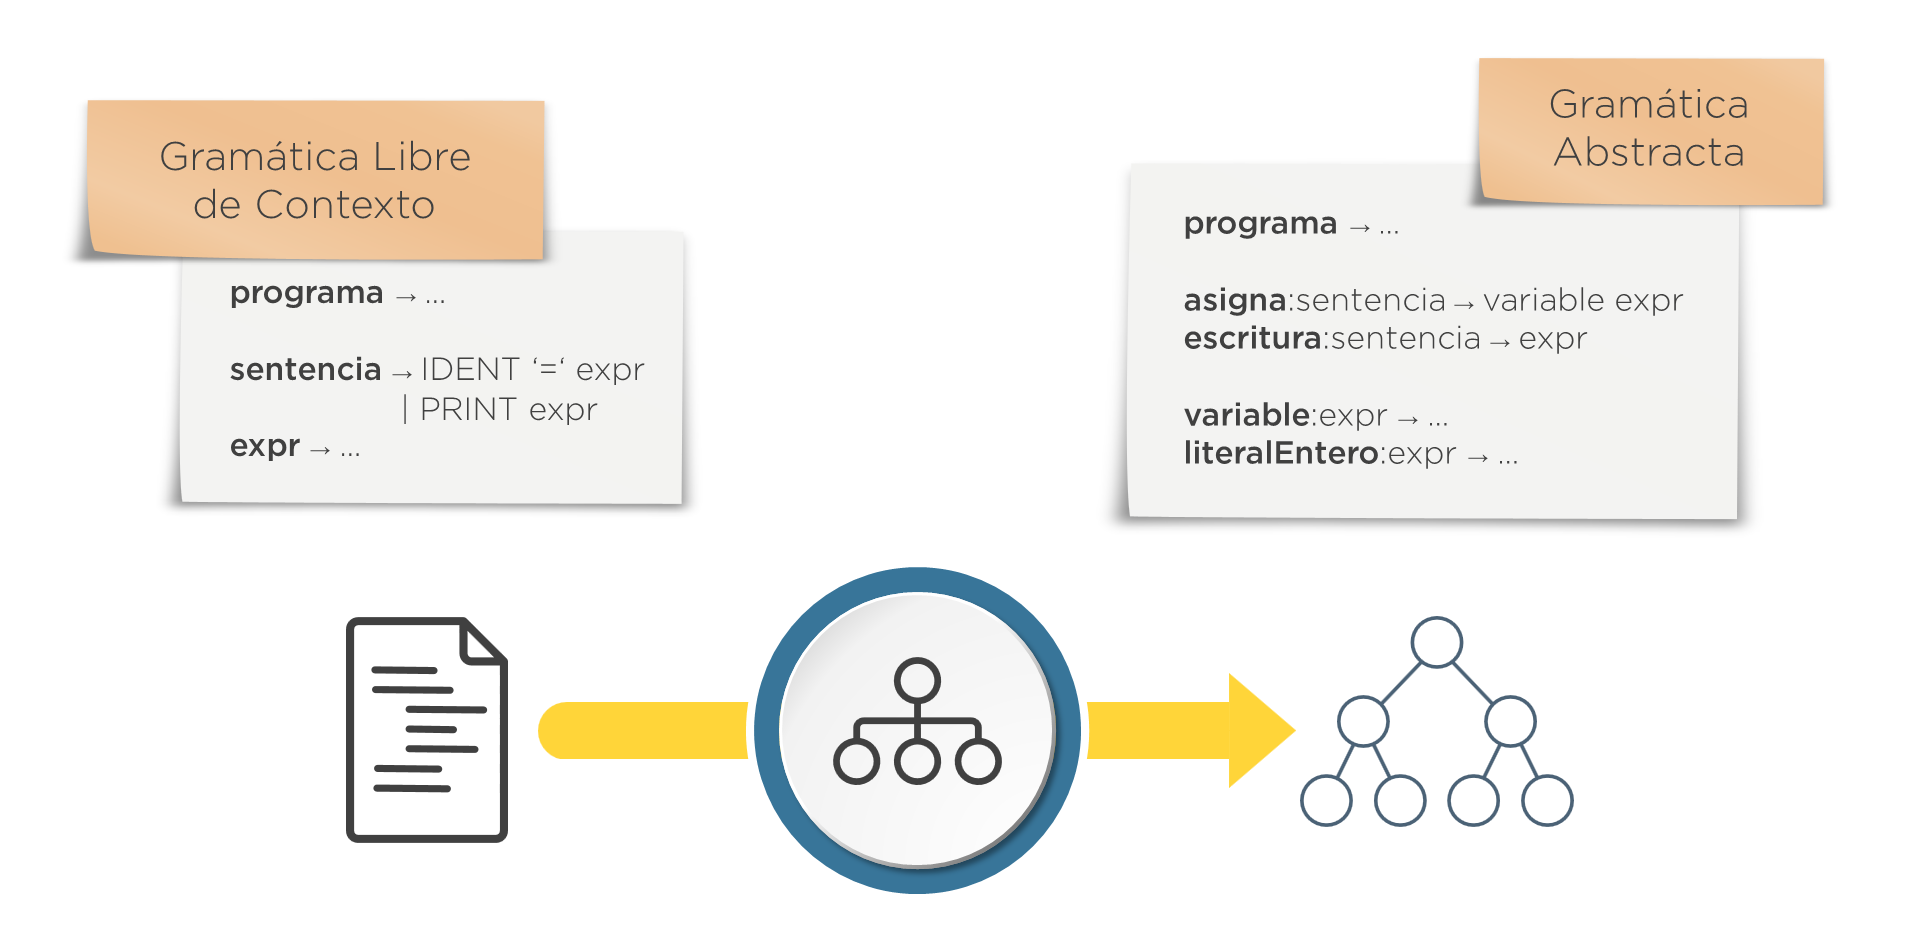 Gramática Libre
de Contexto
programa → ...
sentencia → IDENT ‘=‘ expr
| PRINT expr
expr → ...
Gramática
Abstracta
programa → ...
asigna:sentencia → variable expr
escritura:sentencia → expr
variable:expr → ...
literalEntero:expr → ...